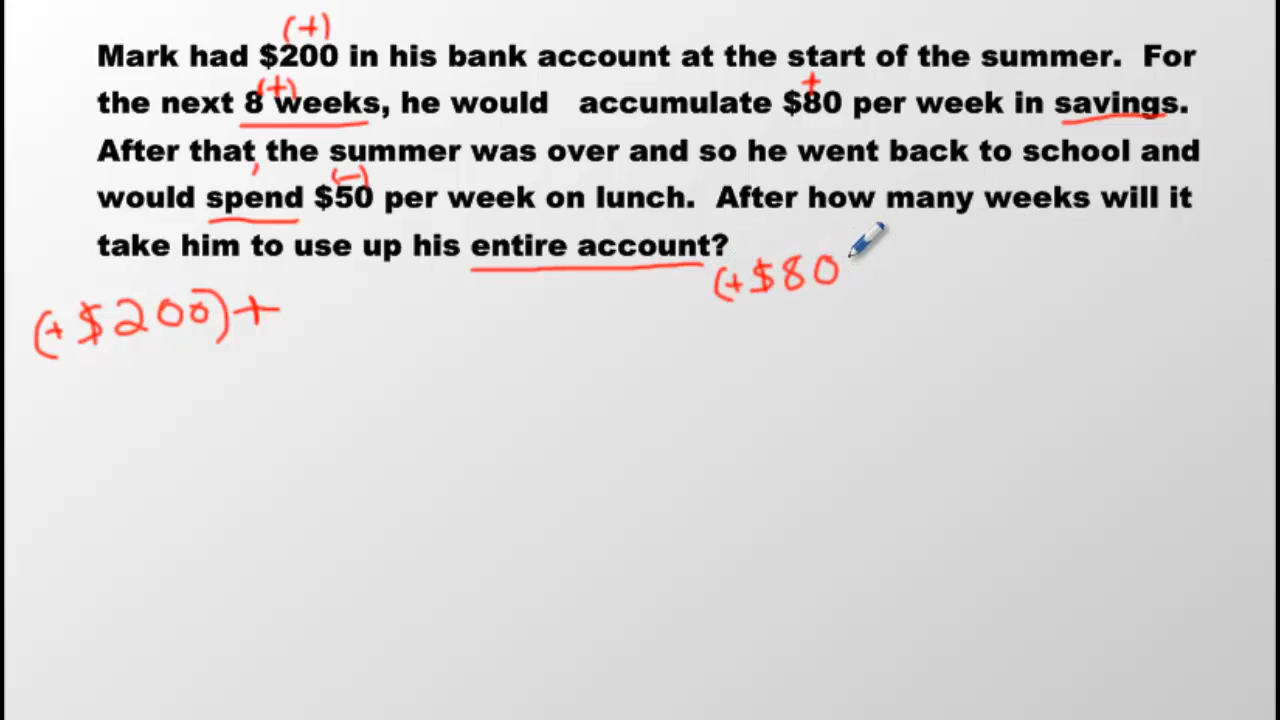 (+)
Mark had $200 in his bank account at the start of the summer. For
(+) +
the next 8 weeks, he would accumulate $80 per week in savings.
After that, the summer was over and so he went back to school and
(−)
would spend $50 per week on lunch. After how many weeks will it
take him to use up his entire account?
(+$80
(+$200)+